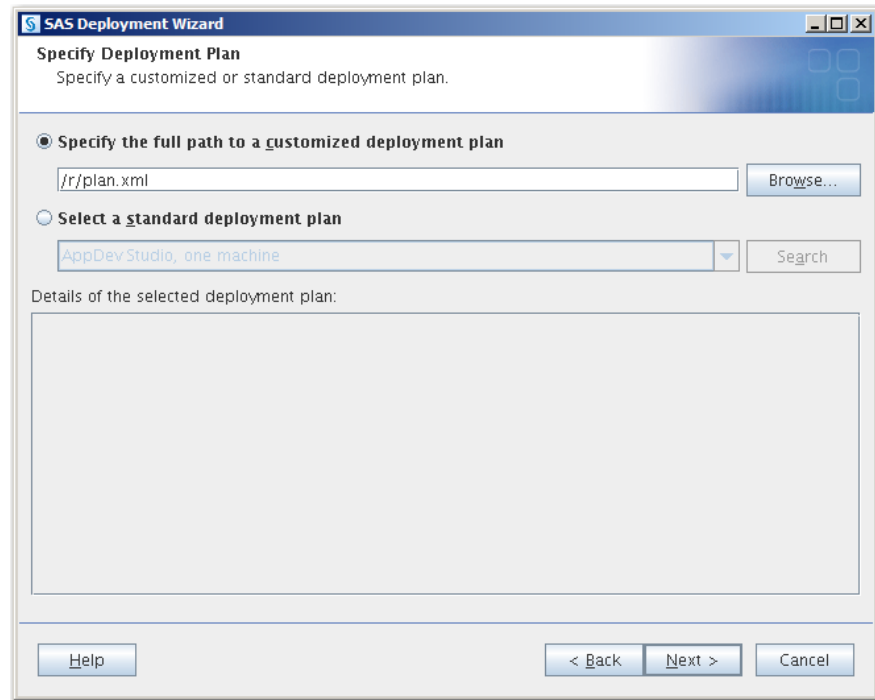 SAS Deployment Wizard
Specify Deployment Plan
Specify a customized or standard deployment plan.
Specify the full path to a customized deployment plan
/r/plan.xml
Browse...
Select a standard deployment plan
AppDev Studio, one machine
Search
Details of the selected deployment plan:
Help
< Back
Next >
Cancel